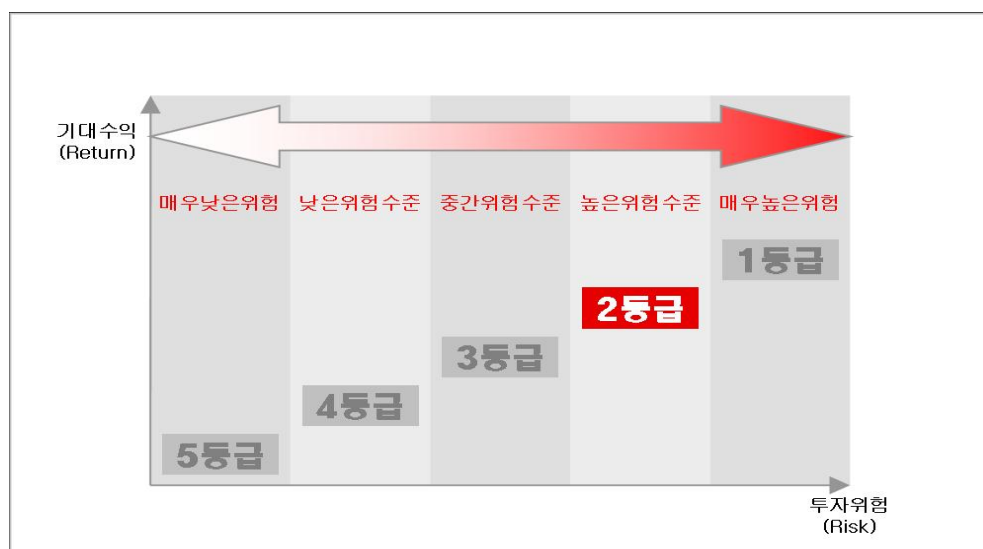 기대수익
(Return)
매우낮은위험
낮은위험수준
중간위험수준
높은위험수준
매우높은위험
1등급
2등급
3등급
4등급
5등급
투자위험
(Risk)